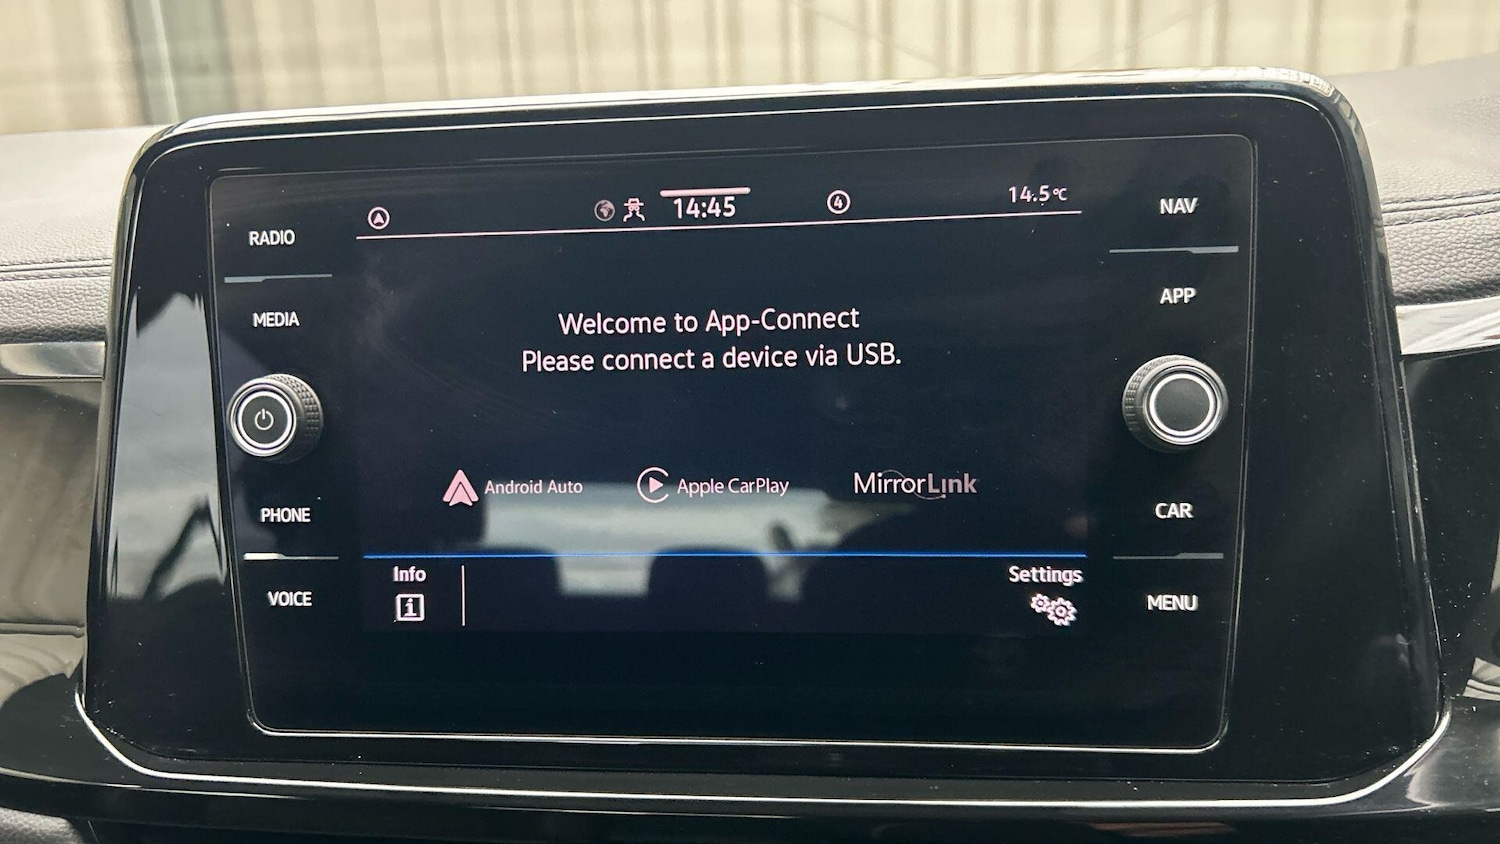 RADIO
MEDIA
PHONE
VOICE
14:45
4
14.5°C
Welcome to App-Connect
Please connect a device via USB.
Android Auto
Apple CarPlay
MirrorLink
Info
i
Settings
NAV
APP
CAR
MENU